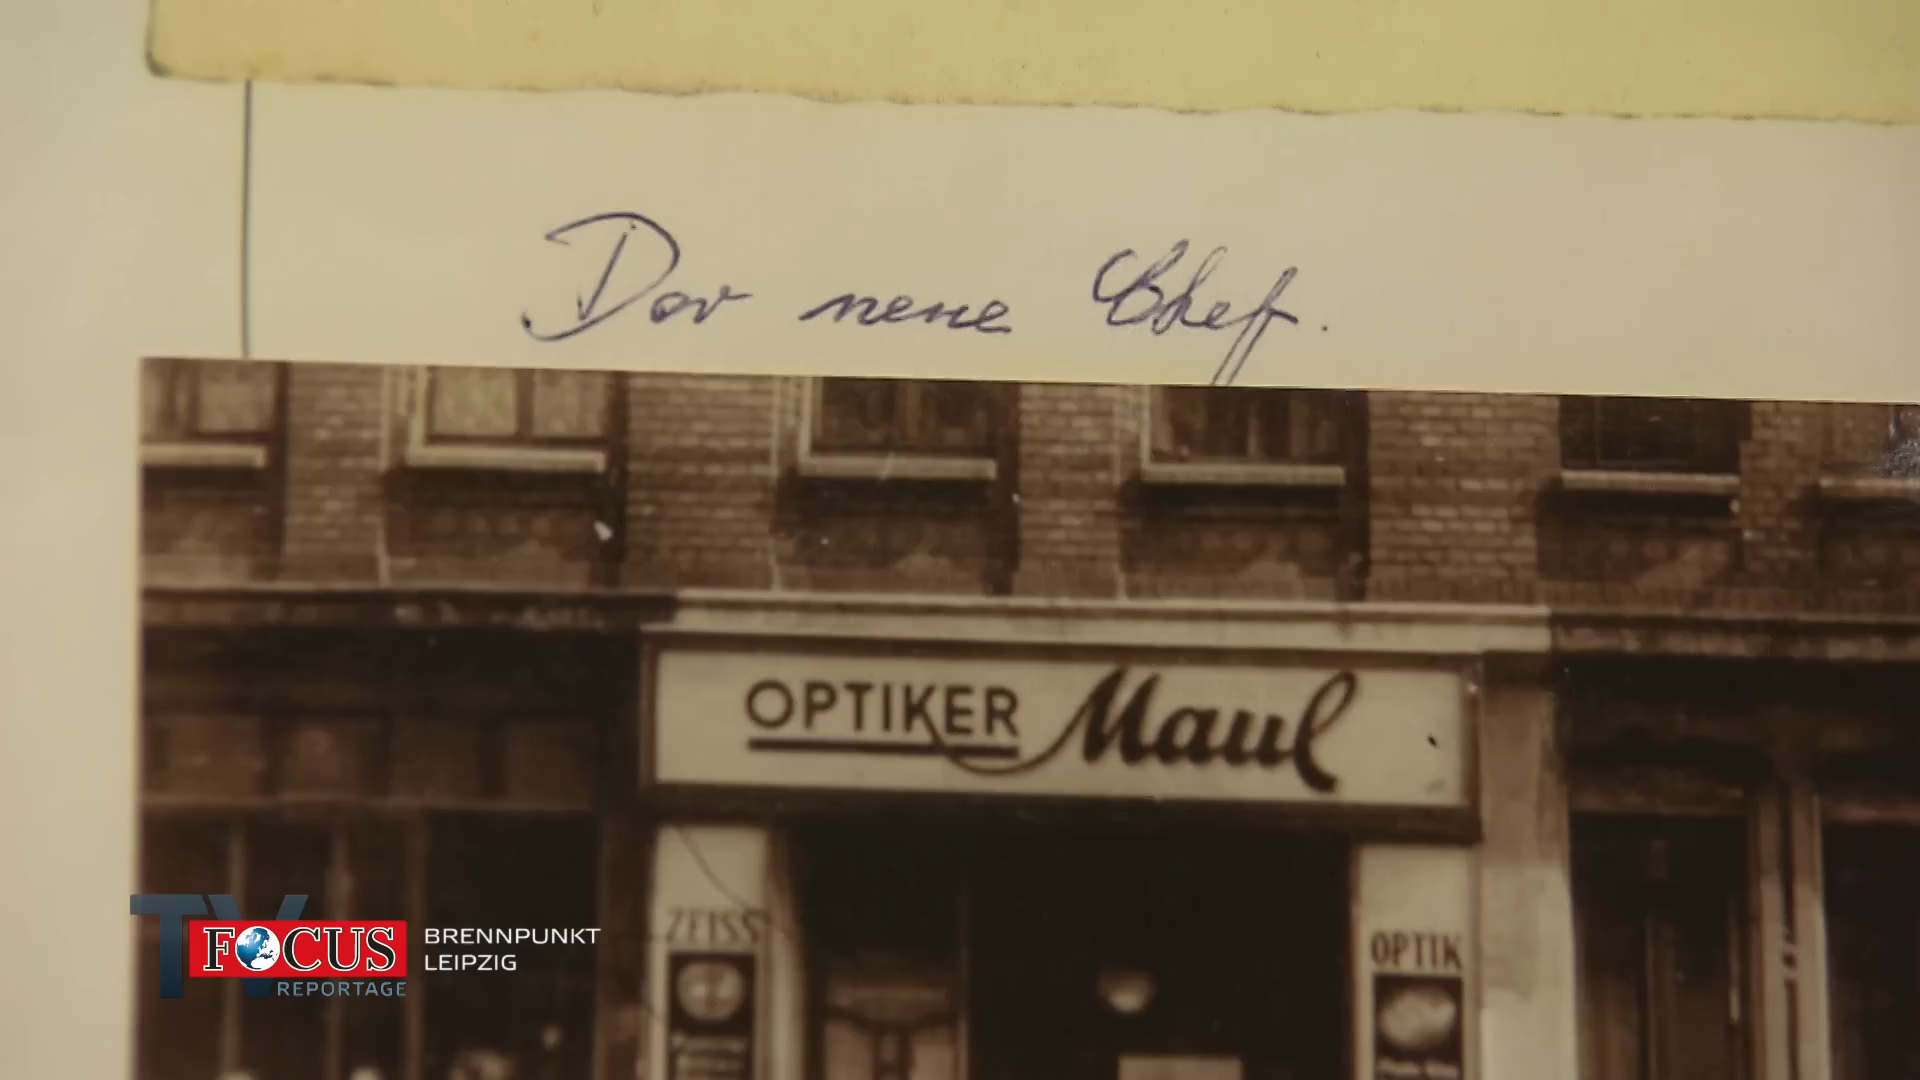 Der neue Chef.
OPTIKER Maul
ZEISS
OPTIK
TV
FOCUS
REPORTAGE
BRENNPUNKT
LEIPZIG